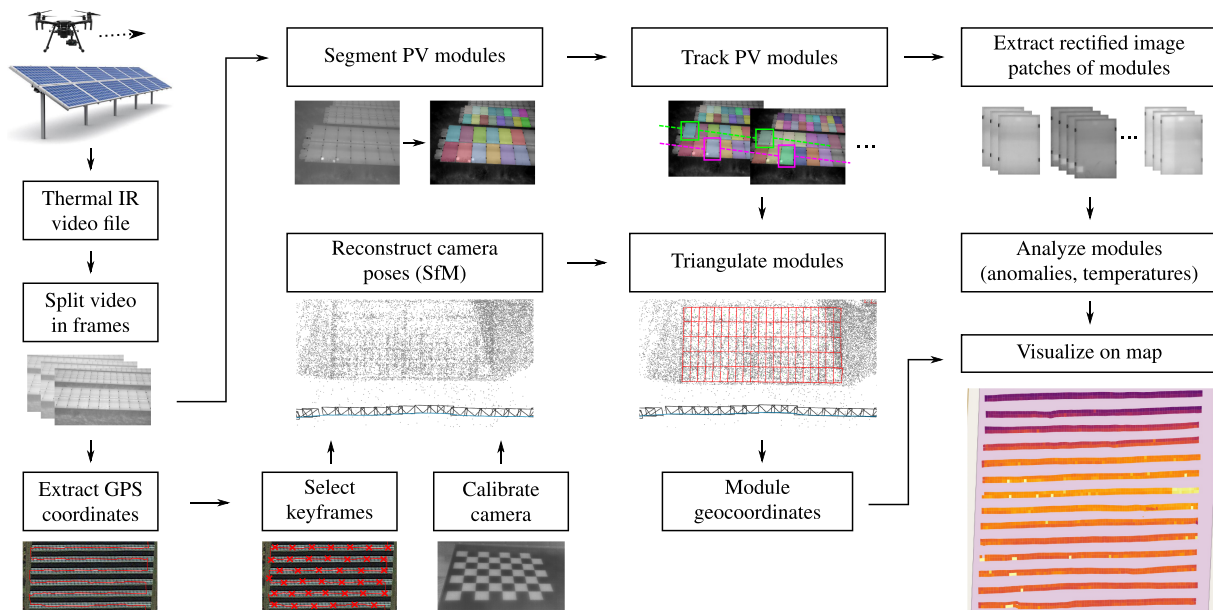 Segment PV modules
Track PV modules
Extract rectified image
patches of modules
Thermal IR
video file
Split video
in frames
Reconstruct camera
poses (SfM)
Triangulate modules
Analyze modules
(anomalies, temperatures)
Visualize on map
Extract GPS
coordinates
Select
keyframes
Calibrate
camera
Module
geocoordinates